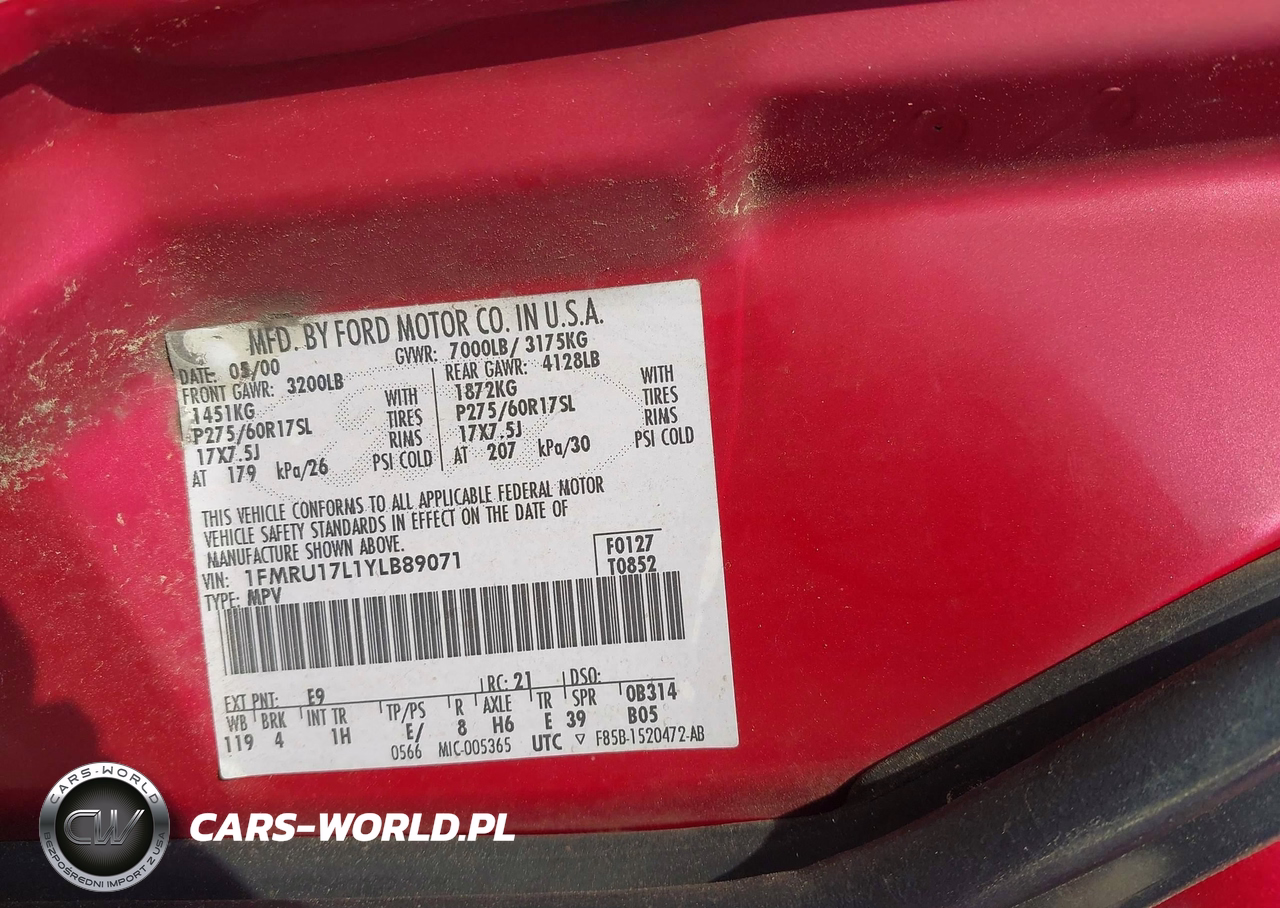 MFD. BY FORD MOTOR CO. IN U.S.A.
DATE: 05/00 GVWR: 7000LB/ 3175KG
FRONT GAWR: 3200LB REAR GAWR: 4128LB
1451KG WITH 1872KG WITH
P275/60R17SL TIRES P275/60R17SL TIRES
17X7.5J RIMS 17X7.5J RIMS
AT 179 kPa/26 PSI COLD AT 207 kPa/30 PSI COLD
THIS VEHICLE CONFORMS TO ALL APPLICABLE FEDERAL MOTOR
VEHICLE SAFETY STANDARDS IN EFFECT ON THE DATE OF
MANUFACTURE SHOWN ABOVE.
VIN: 1FMRU17L1YLB89071 F0127
TYPE: MPV T0852
EXT PNT: E9 RC: 21 DSO:
WB BRK INT TR TP/PS R AXLE TR SPR 0B314
119 4 1H E/ 8 H6 E 39 B05
0566 MIC-005365 UTC ▽ F85B-1520472-AB
CARS-WORLD
CW
BEZPOŚREDNI IMPORT Z USA
CARS-WORLD.PL